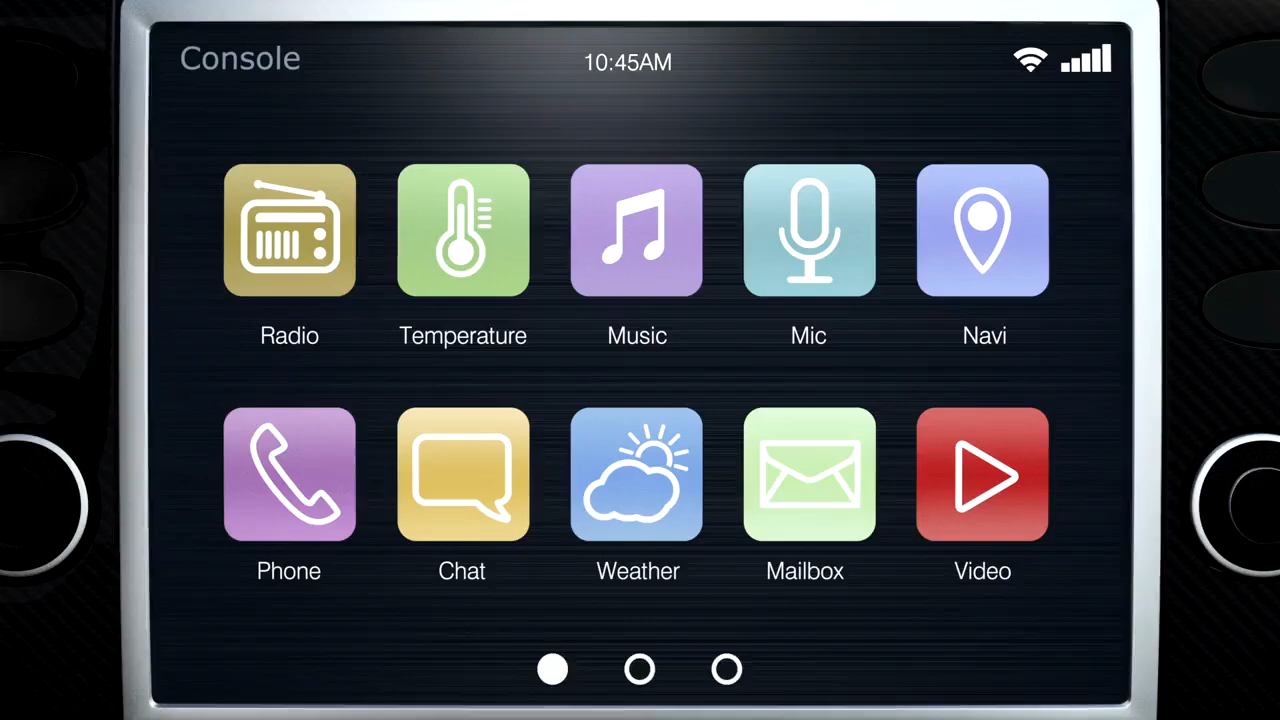 Console
10:45AM
Radio
Temperature
Music
Mic
Navi
Phone
Chat
Weather
Mailbox
Video